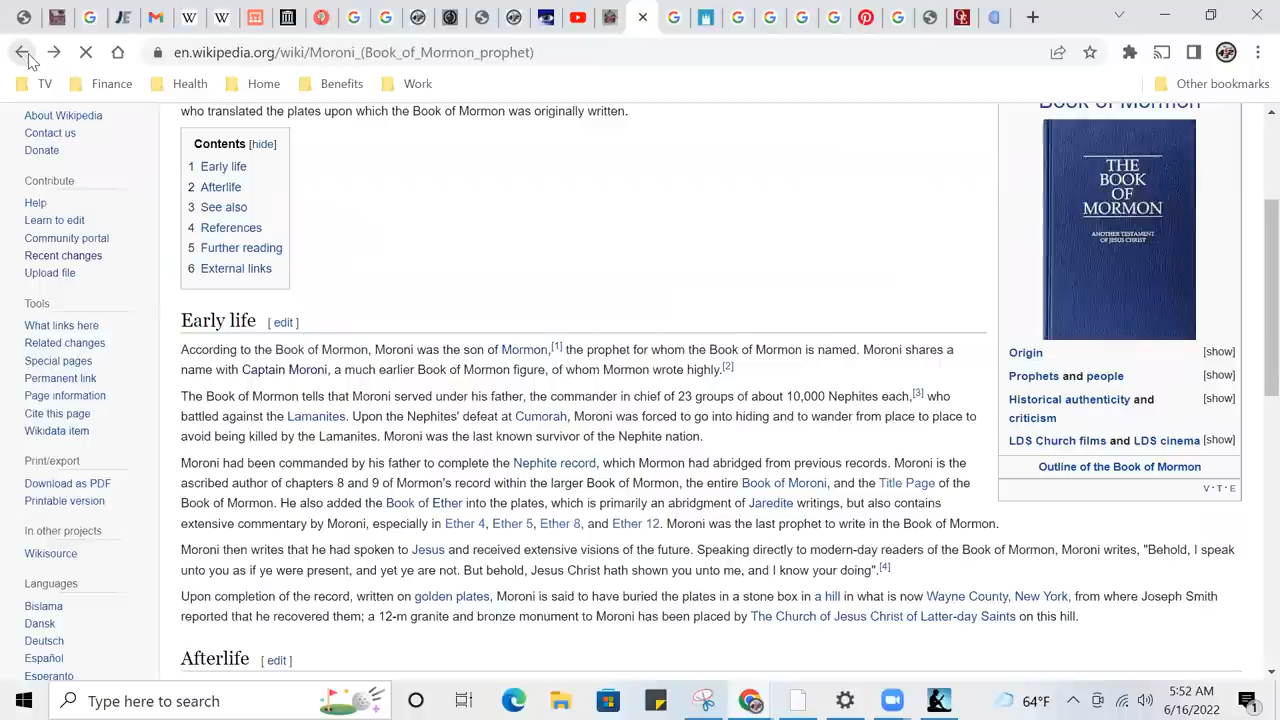 en.wikipedia.org/wiki/Moroni_(Book_of_Mormon_prophet)
TV Finance Health Home Benefits Work Other bookmarks
About Wikipedia
Contact us
Donate
Contribute
Help
Learn to edit
Community portal
Recent changes
Upload file
Tools
What links here
Related changes
Special pages
Permanent link
Page information
Cite this page
Wikidata item
Print/export
Download as PDF
Printable version
In other projects
Wikisource
Languages
Bislama
Dansk
Deutsch
Español
Esperanto
who translated the plates upon which the Book of Mormon was originally written.
Contents [hide]
1 Early life
2 Afterlife
3 See also
4 References
5 Further reading
6 External links
Early life [ edit ]
According to the Book of Mormon, Moroni was the son of Mormon,[1] the prophet for whom the Book of Mormon is named. Moroni shares a
name with Captain Moroni, a much earlier Book of Mormon figure, of whom Mormon wrote highly.[2]
The Book of Mormon tells that Moroni served under his father, the commander in chief of 23 groups of about 10,000 Nephites each,[3] who
battled against the Lamanites. Upon the Nephites' defeat at Cumorah, Moroni was forced to go into hiding and to wander from place to place to
avoid being killed by the Lamanites. Moroni was the last known survivor of the Nephite nation.
Moroni had been commanded by his father to complete the Nephite record, which Mormon had abridged from previous records. Moroni is the
ascribed author of chapters 8 and 9 of Mormon's record within the larger Book of Mormon, the entire Book of Moroni, and the Title Page of
the Book of Mormon. He also added the Book of Ether into the plates, which is primarily an abridgment of Jaredite writings, but also contains
extensive commentary by Moroni, especially in Ether 4, Ether 5, Ether 8, and Ether 12. Moroni was the last prophet to write in the Book of Mormon.
Moroni then writes that he had spoken to Jesus and received extensive visions of the future. Speaking directly to modern-day readers of the Book of Mormon, Moroni writes, "Behold, I speak
unto you as if ye were present, and yet ye are not. But behold, Jesus Christ hath shown you unto me, and I know your doing".[4]
Upon completion of the record, written on golden plates, Moroni is said to have buried the plates in a stone box in a hill in what is now Wayne County, New York, from where Joseph Smith
reported that he recovered them; a 12-m granite and bronze monument to Moroni has been placed by The Church of Jesus Christ of Latter-day Saints on this hill.
Afterlife [ edit ]
Book of Mormon
THE
BOOK
OF
MORMON
ANOTHER TESTAMENT
OF JESUS CHRIST
Origin [show]
Prophets and people [show]
Historical authenticity and [show]
criticism
LDS Church films and LDS cinema [show]
Outline of the Book of Mormon
V·T·E
Type here to search
64°F
5:52 AM
6/16/2022
1